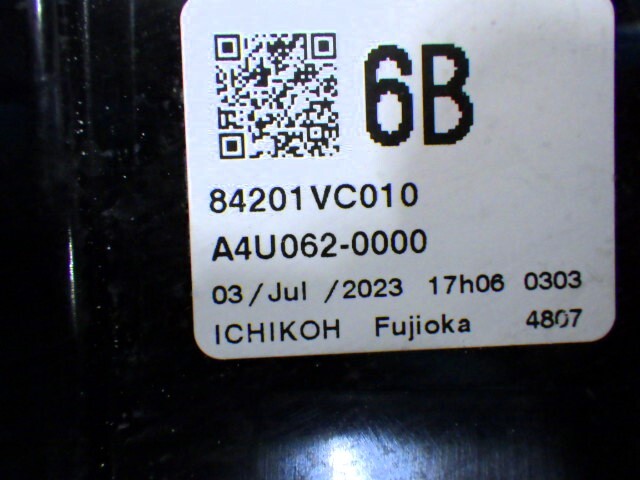 6B
84201VC010
A4U062-0000
03/Jul /2023 17h06 0303
ICHIKOH Fujioka 4807